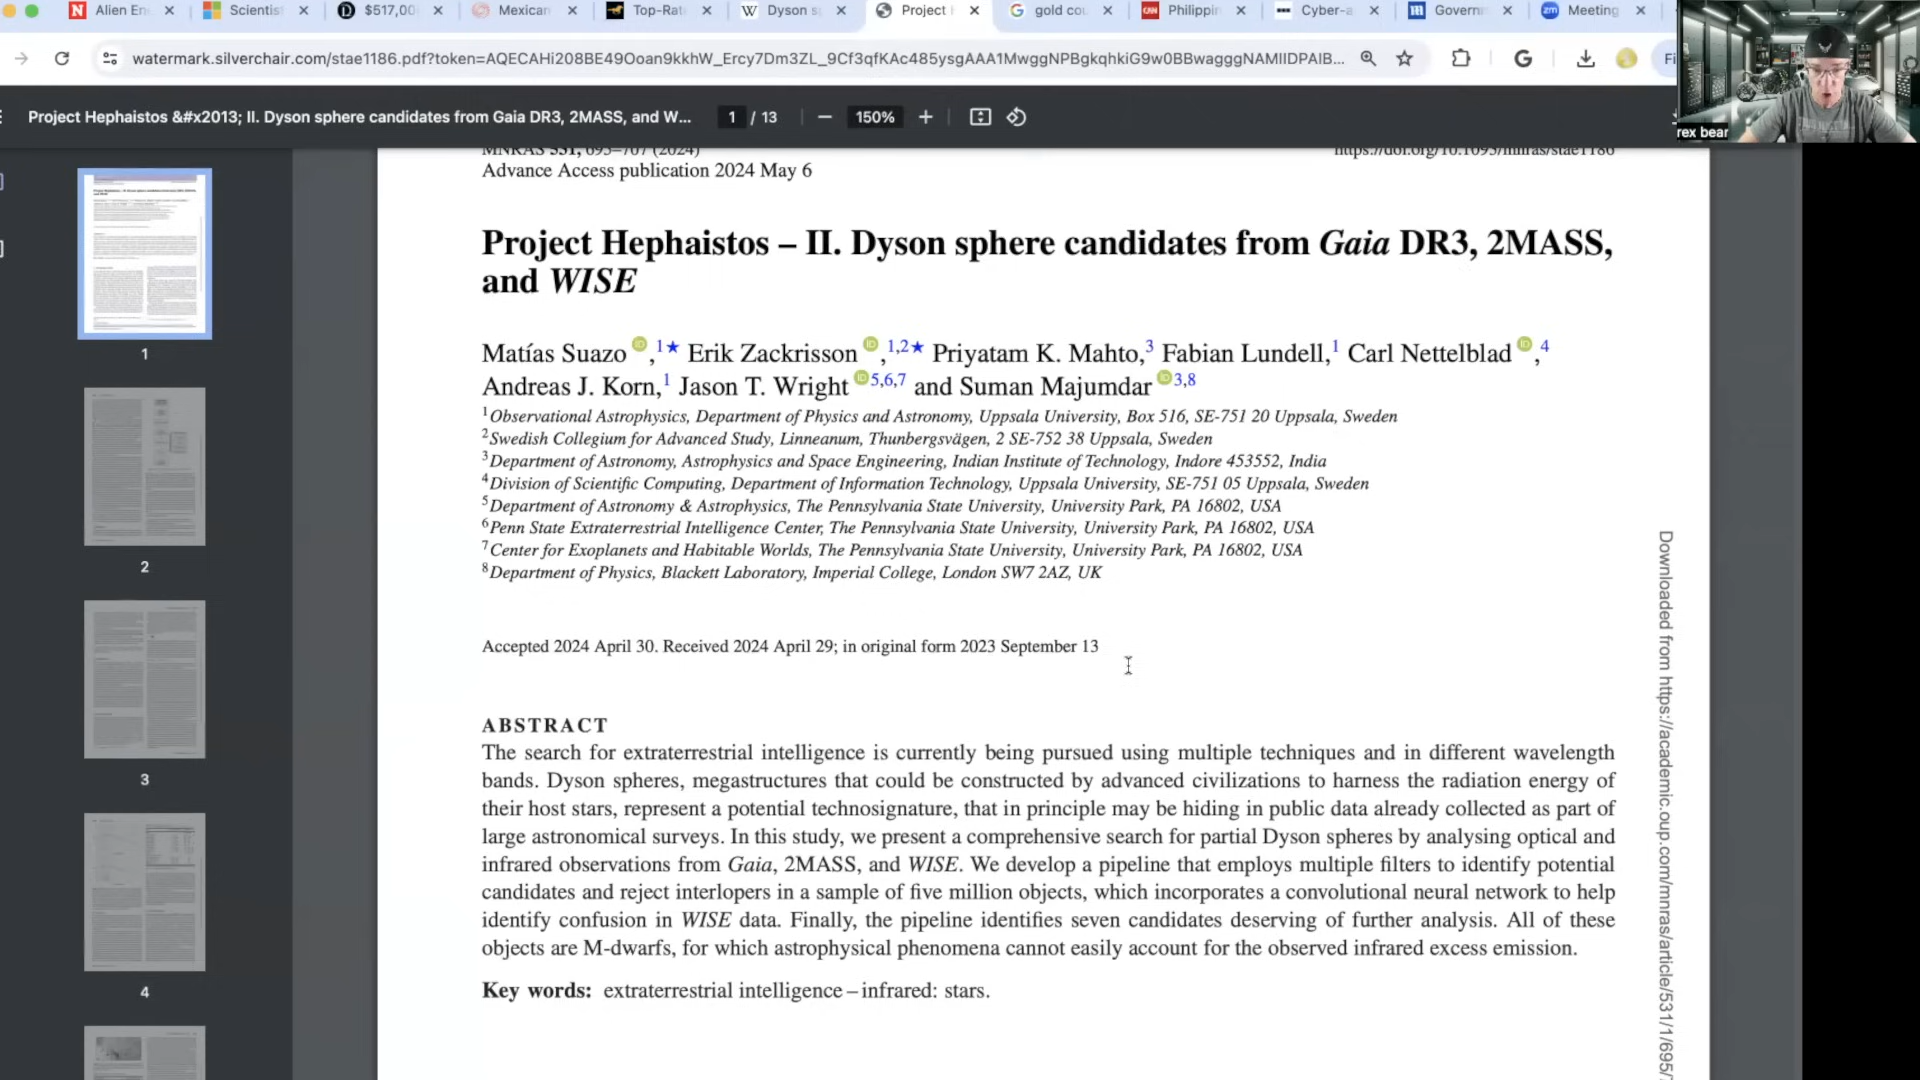 Alien En
Scientis
$517,00
Mexican
Top-Rat
Dyson s
Project
gold cou
Philippin
Cyber-a
Governm
Meeting
watermark.silverchair.com/stae1186.pdf?token=AQECAHi208BE49Ooan9kkhW_Ercy7Dm3ZL_9Cf3qfKAc485ysgAAA1MwggNPBgkqhkiG9w0BBwagggNAMIIDPAIB...
Fi
Project Hephaistos &#x2013; II. Dyson sphere candidates from Gaia DR3, 2MASS, and W...
1 / 13
150%
rex bear
MNRAS 531, 695–707 (2024)
https://doi.org/10.1093/mnras/stae1186
Advance Access publication 2024 May 6
Project Hephaistos – II. Dyson sphere candidates from Gaia DR3, 2MASS,
and WISE
Matías Suazo ,1★ Erik Zackrisson ,1,2★ Priyatam K. Mahto,3 Fabian Lundell,1 Carl Nettelblad ,4
Andreas J. Korn,1 Jason T. Wright 5,6,7 and Suman Majumdar 3,8
1Observational Astrophysics, Department of Physics and Astronomy, Uppsala University, Box 516, SE-751 20 Uppsala, Sweden
2Swedish Collegium for Advanced Study, Linneanum, Thunbergsvägen, 2 SE-752 38 Uppsala, Sweden
3Department of Astronomy, Astrophysics and Space Engineering, Indian Institute of Technology, Indore 453552, India
4Division of Scientific Computing, Department of Information Technology, Uppsala University, SE-751 05 Uppsala, Sweden
5Department of Astronomy & Astrophysics, The Pennsylvania State University, University Park, PA 16802, USA
6Penn State Extraterrestrial Intelligence Center, The Pennsylvania State University, University Park, PA 16802, USA
7Center for Exoplanets and Habitable Worlds, The Pennsylvania State University, University Park, PA 16802, USA
8Department of Physics, Blackett Laboratory, Imperial College, London SW7 2AZ, UK
Accepted 2024 April 30. Received 2024 April 29; in original form 2023 September 13
ABSTRACT
The search for extraterrestrial intelligence is currently being pursued using multiple techniques and in different wavelength
bands. Dyson spheres, megastructures that could be constructed by advanced civilizations to harness the radiation energy of
their host stars, represent a potential technosignature, that in principle may be hiding in public data already collected as part of
large astronomical surveys. In this study, we present a comprehensive search for partial Dyson spheres by analysing optical and
infrared observations from Gaia, 2MASS, and WISE. We develop a pipeline that employs multiple filters to identify potential
candidates and reject interlopers in a sample of five million objects, which incorporates a convolutional neural network to help
identify confusion in WISE data. Finally, the pipeline identifies seven candidates deserving of further analysis. All of these
objects are M-dwarfs, for which astrophysical phenomena cannot easily account for the observed infrared excess emission.
Key words: extraterrestrial intelligence – infrared: stars.
Downloaded from https://academic.oup.com/mnras/article/531/1/695/
1
2
3
4